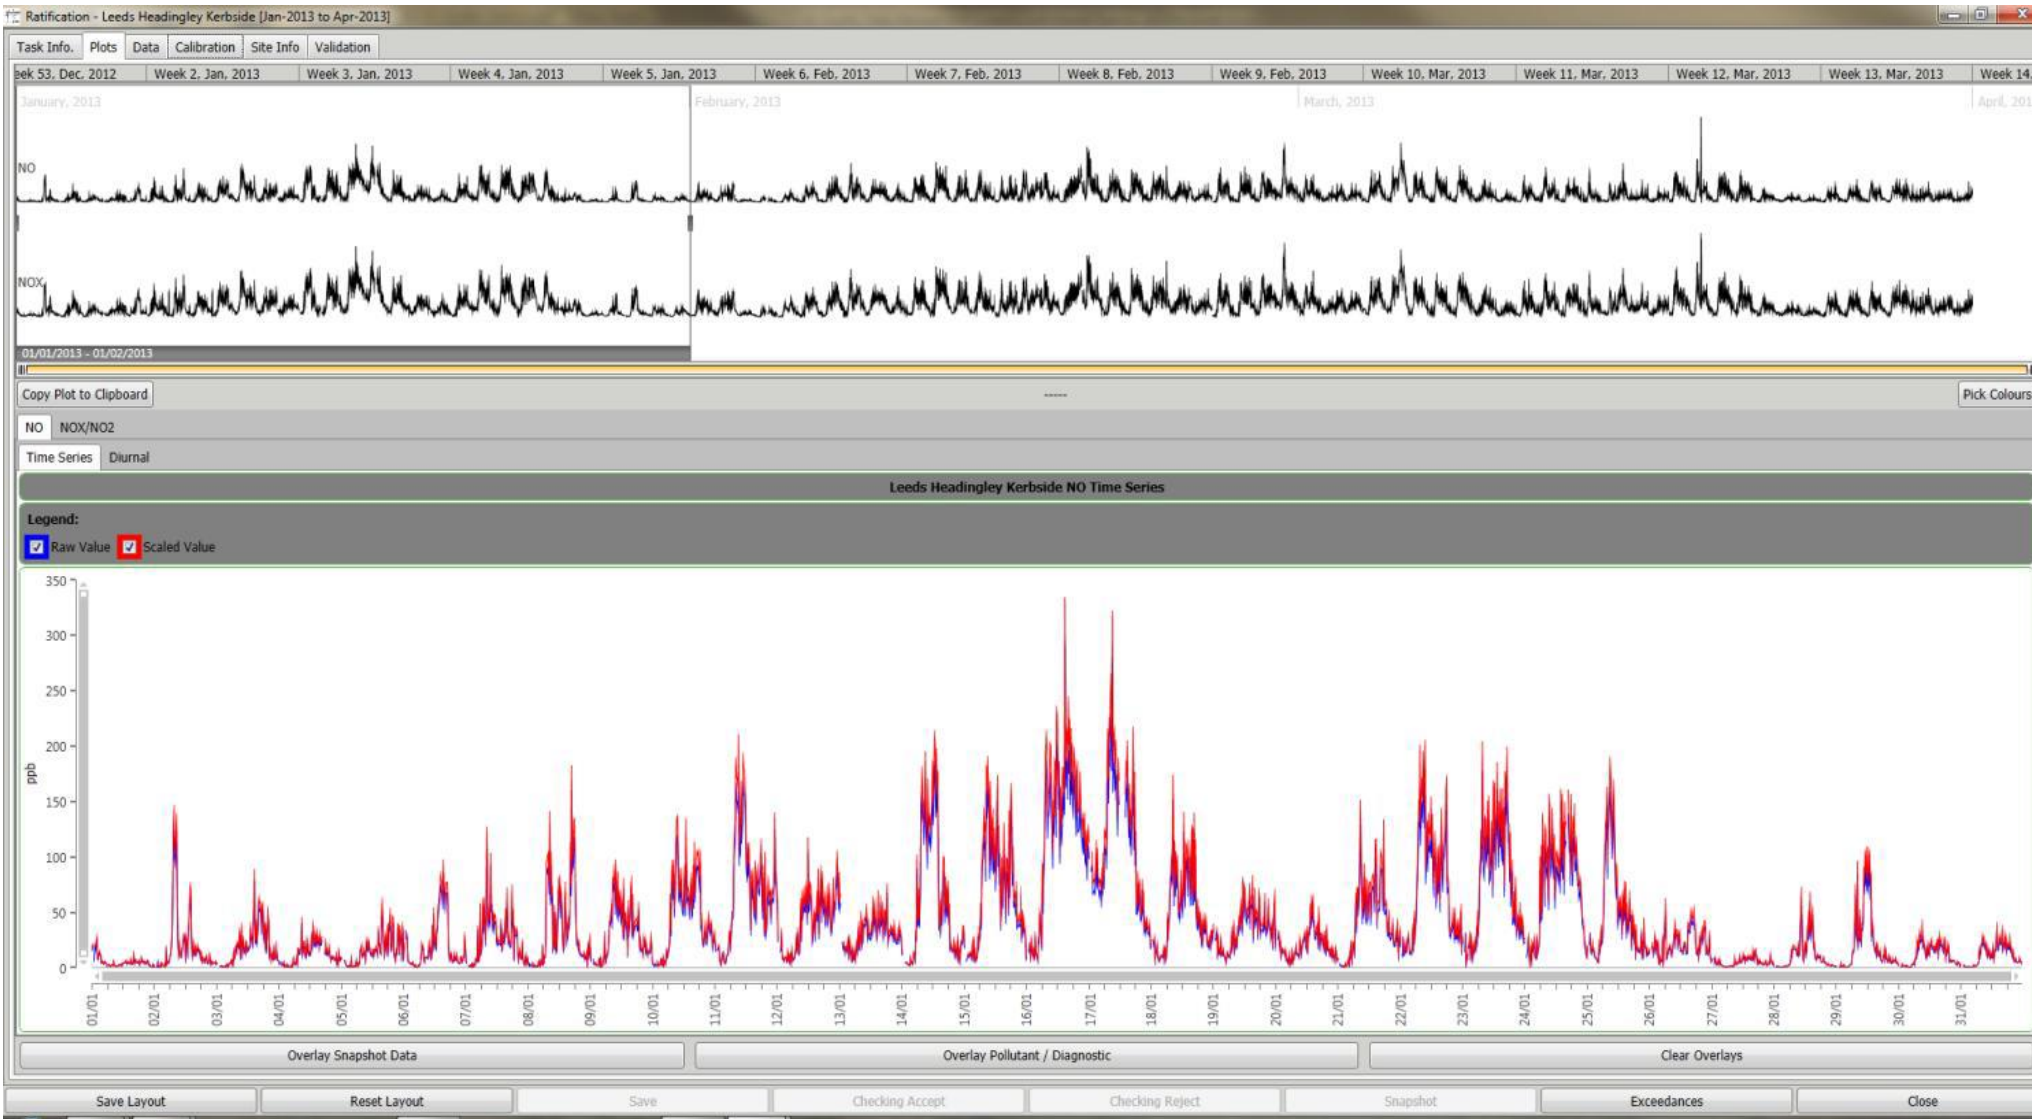 Ratification - Leeds Headingley Kerbside [Jan-2013 to Apr-2013]
Task Info. Plots Data Calibration Site Info Validation
eek 53, Dec, 2012 Week 2, Jan, 2013 Week 3, Jan, 2013 Week 4, Jan, 2013 Week 5, Jan, 2013 Week 6, Feb, 2013 Week 7, Feb, 2013 Week 8, Feb, 2013 Week 9, Feb, 2013 Week 10, Mar, 2013 Week 11, Mar, 2013 Week 12, Mar, 2013 Week 13, Mar, 2013 Week 14,
January, 2013 February, 2013 March, 2013 April, 201
NO
NOX
01/01/2013 - 01/02/2013
Copy Plot to Clipboard ----- Pick Colours
NO NOX/NO2
Time Series Diurnal
Leeds Headingley Kerbside NO Time Series
Legend:
Raw Value Scaled Value
350
300
250
200
150
100
50
0
ppb
01/01 02/01 03/01 04/01 05/01 06/01 07/01 08/01 09/01 10/01 11/01 12/01 13/01 14/01 15/01 16/01 17/01 18/01 19/01 20/01 21/01 22/01 23/01 24/01 25/01 26/01 27/01 28/01 29/01 30/01 31/01
Overlay Snapshot Data Overlay Pollutant / Diagnostic Clear Overlays
Save Layout Reset Layout Save Checking Accept Checking Reject Snapshot Exceedances Close